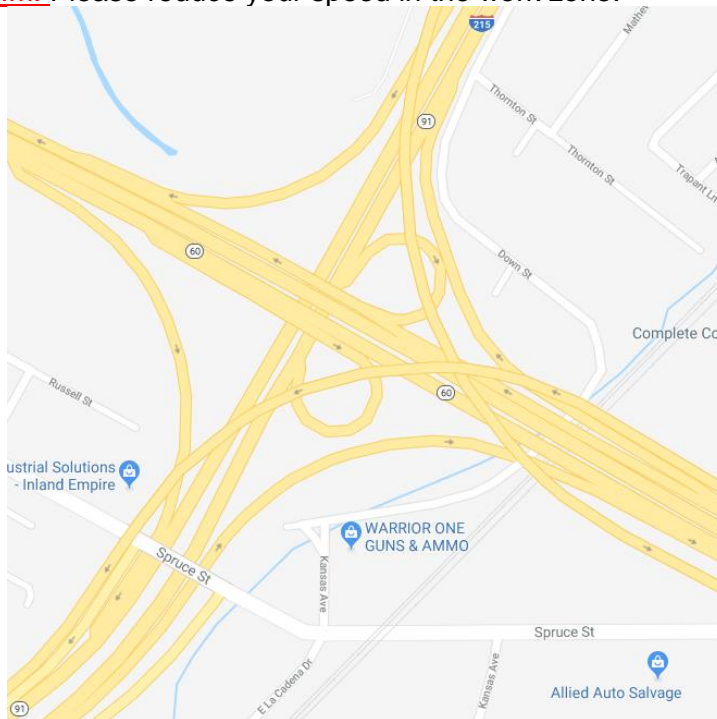 Please reduce your speed in the work zone.
215
91
Thornton St
Thornton St
60
Down St
60
Russell St
- Inland Empire
WARRIOR ONE
GUNS & AMMO
Spruce St
Kansas Ave
Spruce St
E La Cadena Dr
Kansas Ave
Allied Auto Salvage
91
Complete
Trapant Ln
Solutions